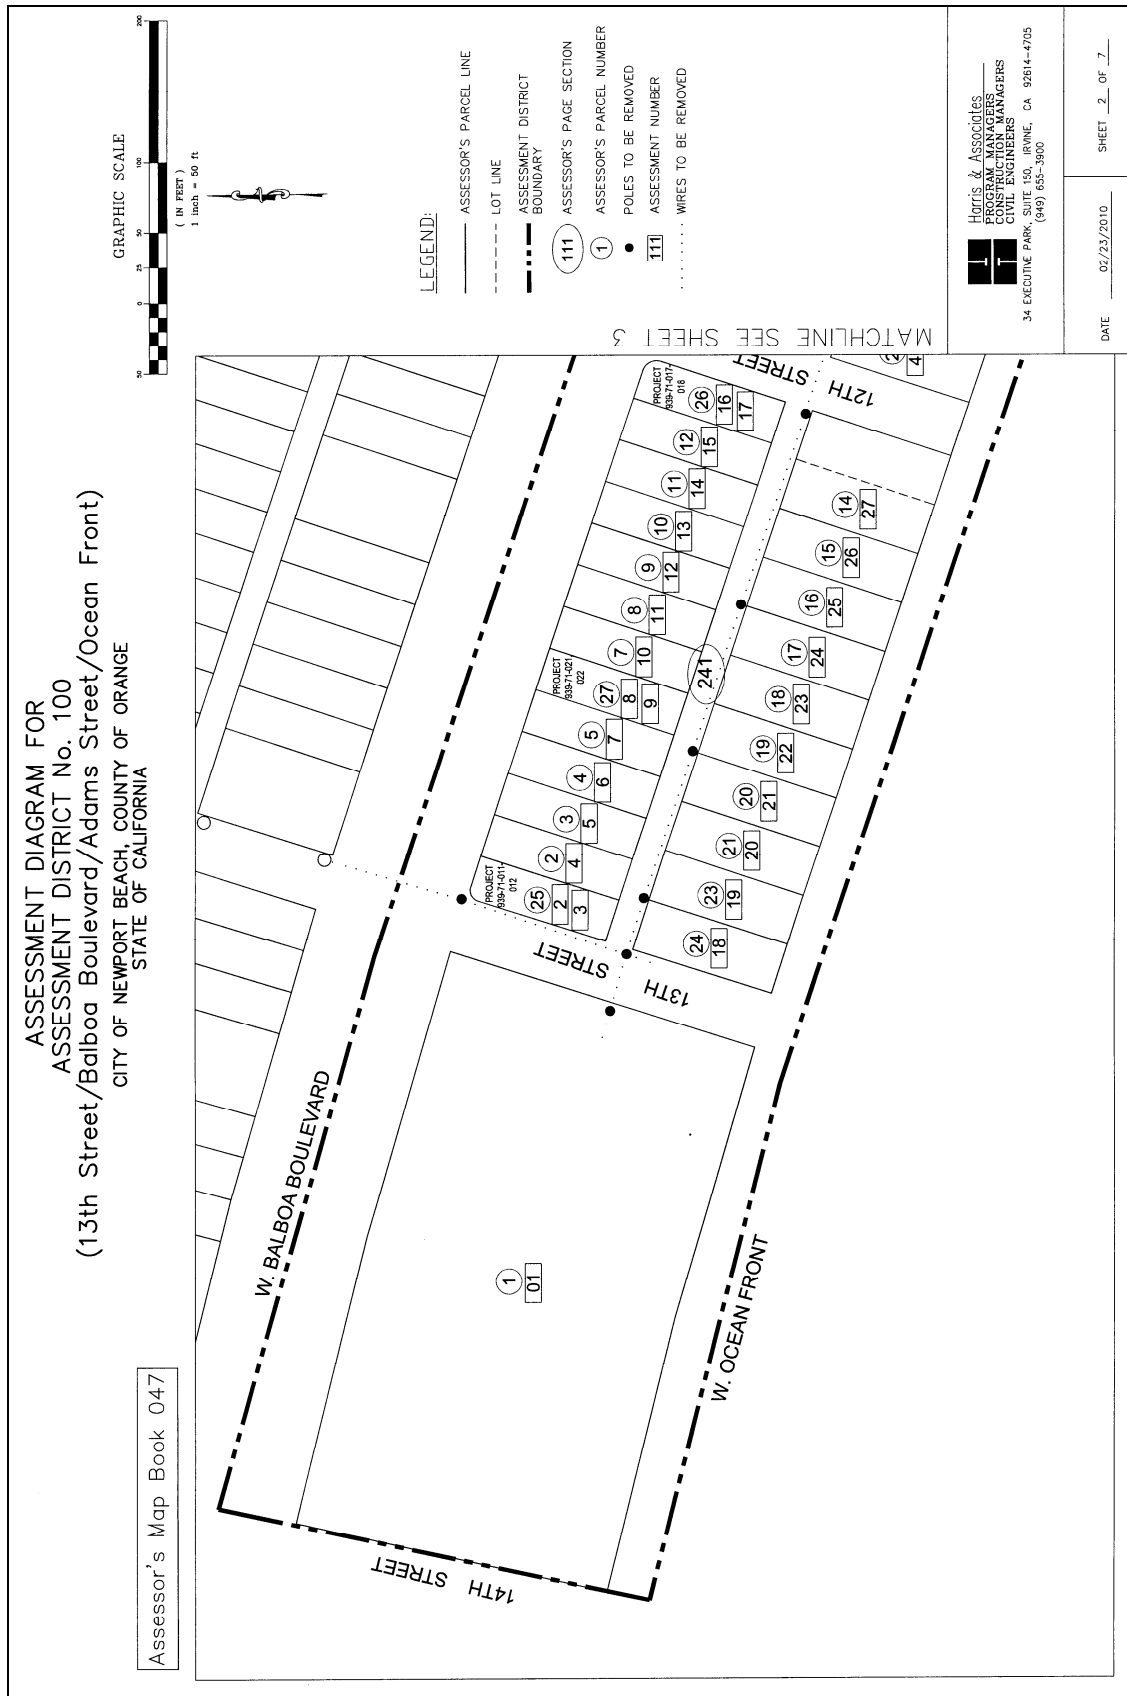 ASSESSMENT DIAGRAM FOR
ASSESSMENT DISTRICT No. 100
(13th Street/Balboa Boulevard/Adams Street/Ocean Front)
CITY OF NEWPORT BEACH, COUNTY OF ORANGE
STATE OF CALIFORNIA
Assessor's Map Book 047
GRAPHIC SCALE
50
0
25
50
100
200
( IN FEET )
1 inch = 50 ft
LEGEND:
ASSESSOR'S PARCEL LINE
LOT LINE
ASSESSMENT DISTRICT
BOUNDARY
111
ASSESSOR'S PAGE SECTION
1
ASSESSOR'S PARCEL NUMBER
POLES TO BE REMOVED
111
ASSESSMENT NUMBER
WIRES TO BE REMOVED
MATCHLINE SEE SHEET 3
W. BALBOA BOULEVARD
W. OCEAN FRONT
14TH STREET
13TH STREET
12TH STREET
1
01
PROJECT
939-71-011-
012
25
2
3
2
4
3
5
4
6
5
7
PROJECT
939-71-021-
022
27
8
9
7
10
8
11
9
12
10
13
11
14
12
15
PROJECT
939-71-017-
018
26
16
17
241
24
18
23
19
21
20
20
21
19
22
18
23
17
24
16
25
15
26
14
27
Harris & Associates
PROGRAM MANAGERS
CONSTRUCTION MANAGERS
CIVIL ENGINEERS
34 EXECUTIVE PARK, SUITE 150, IRVINE, CA 92614-4705
(949) 655-3900
DATE 02/23/2010
SHEET 2 OF 7